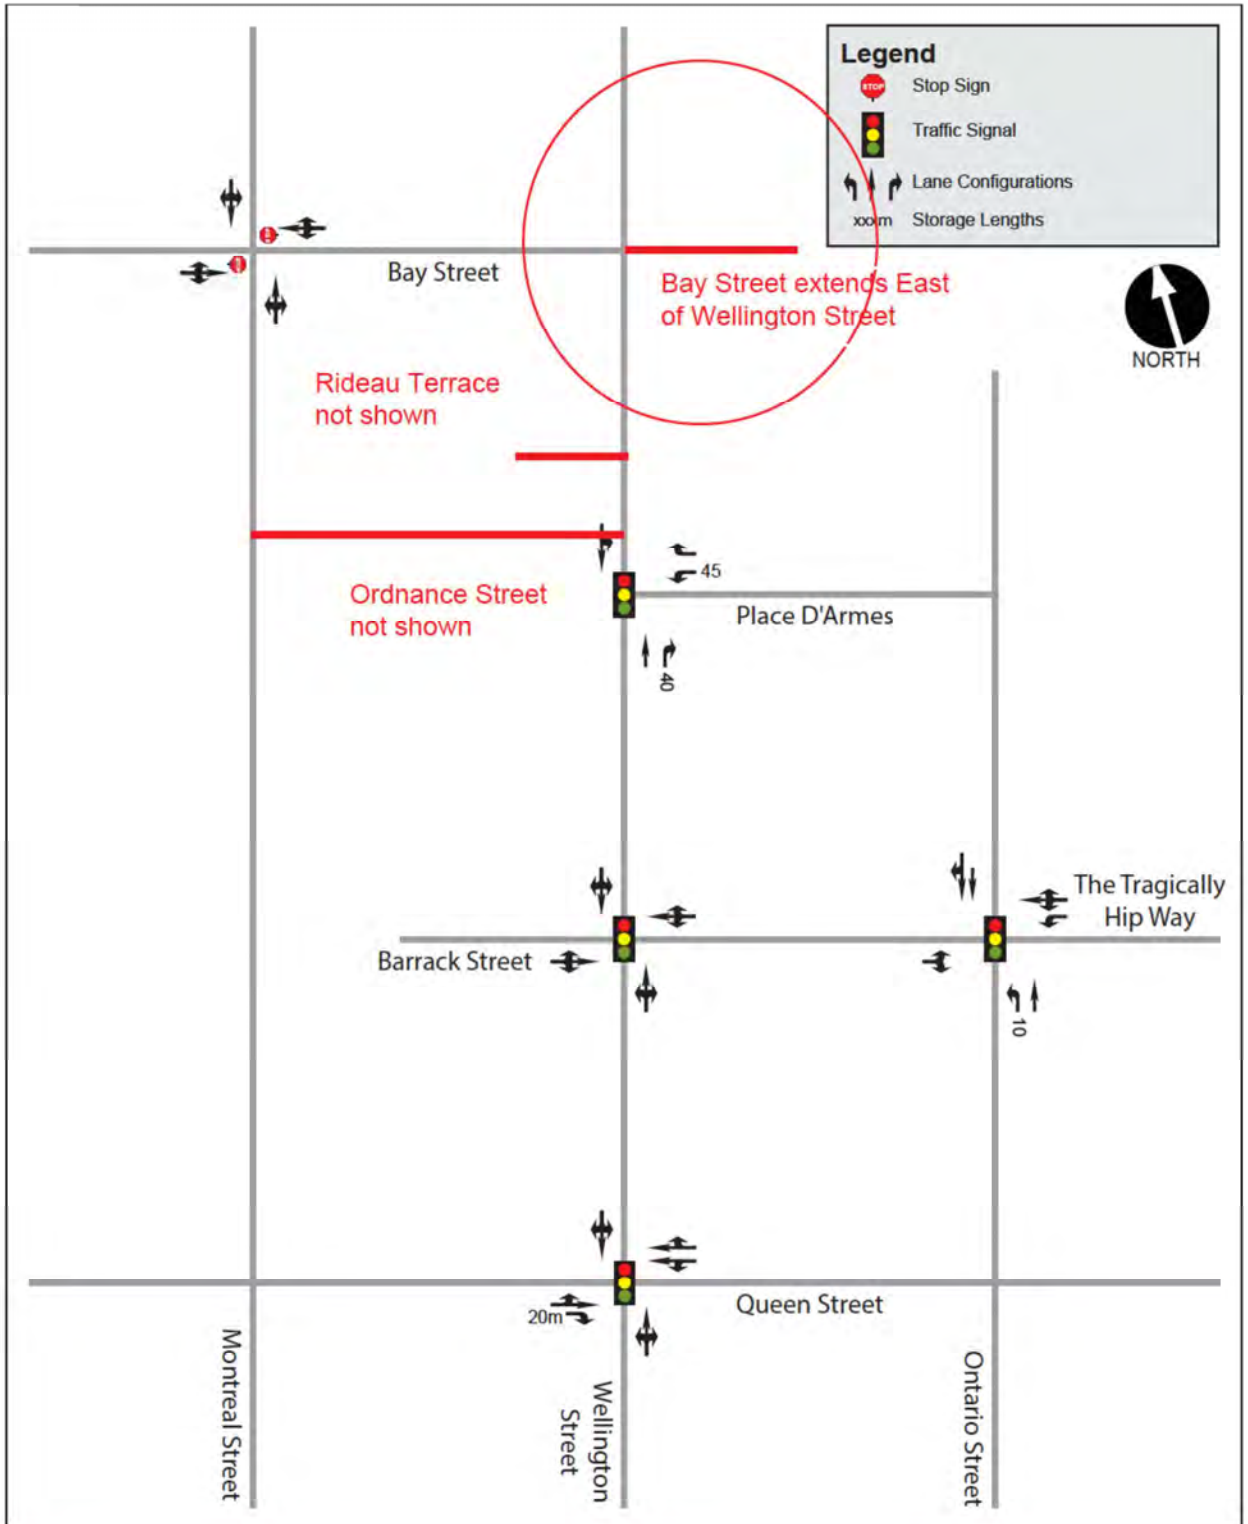 Legend
STOP
Stop Sign
Traffic Signal
Lane Configurations
xxxm
Storage Lengths
NORTH
Bay Street
Bay Street extends East
of Wellington Street
Rideau Terrace
not shown
Ordnance Street
not shown
45
Place D'Armes
40
The Tragically
Hip Way
Barrack Street
10
20m
Queen Street
Montreal Street
Wellington
Street
Ontario Street